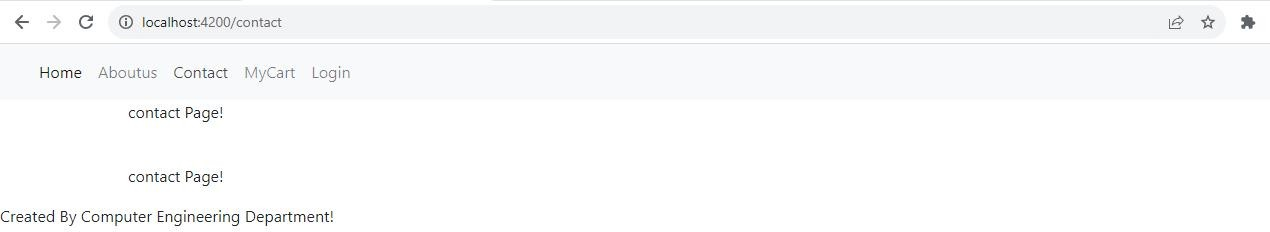 localhost:4200/contact
Home Aboutus Contact MyCart Login
contact Page!
contact Page!
Created By Computer Engineering Department!